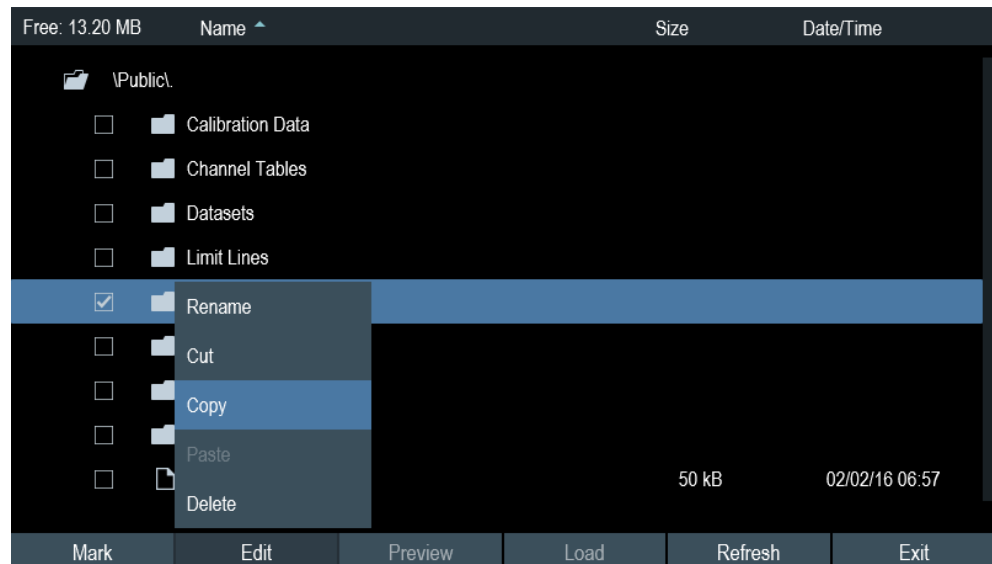 Free: 13.20 MB Name Size Date/Time
\Public\.
Calibration Data
Channel Tables
Datasets
Limit Lines
Rename
Cut
Copy
Paste
50 kB 02/02/16 06:57
Delete
Mark Edit Preview Load Refresh Exit